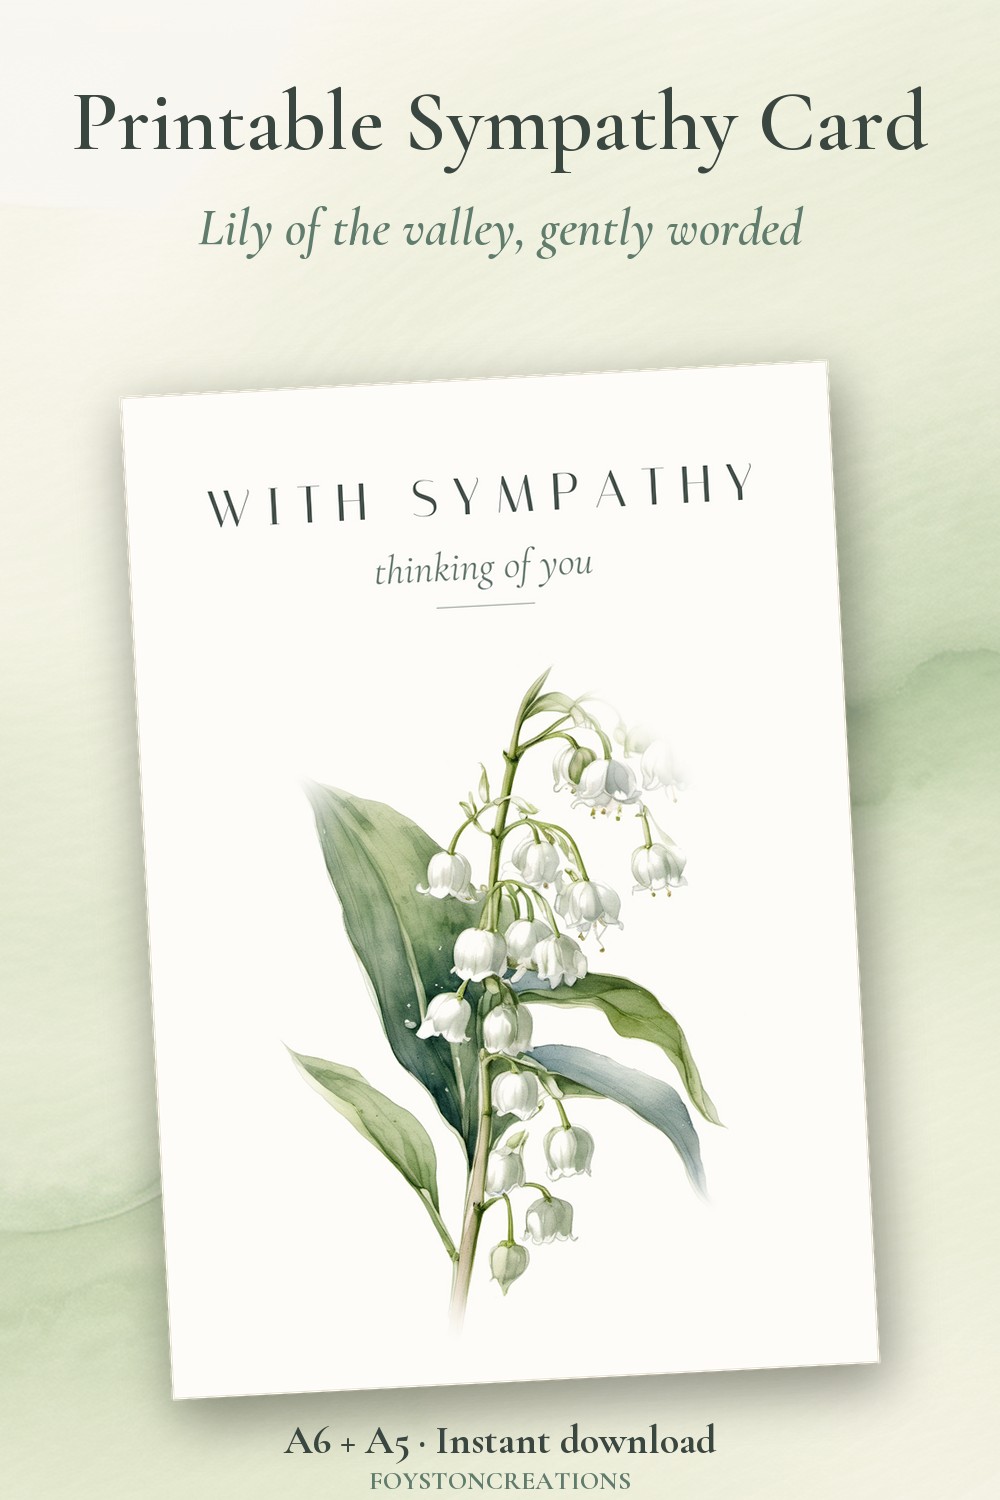 Printable Sympathy Card
Lily of the valley, gently worded
WITH SYMPATHY
thinking of you
A6 + A5 · Instant download
FOYSTONCREATIONS